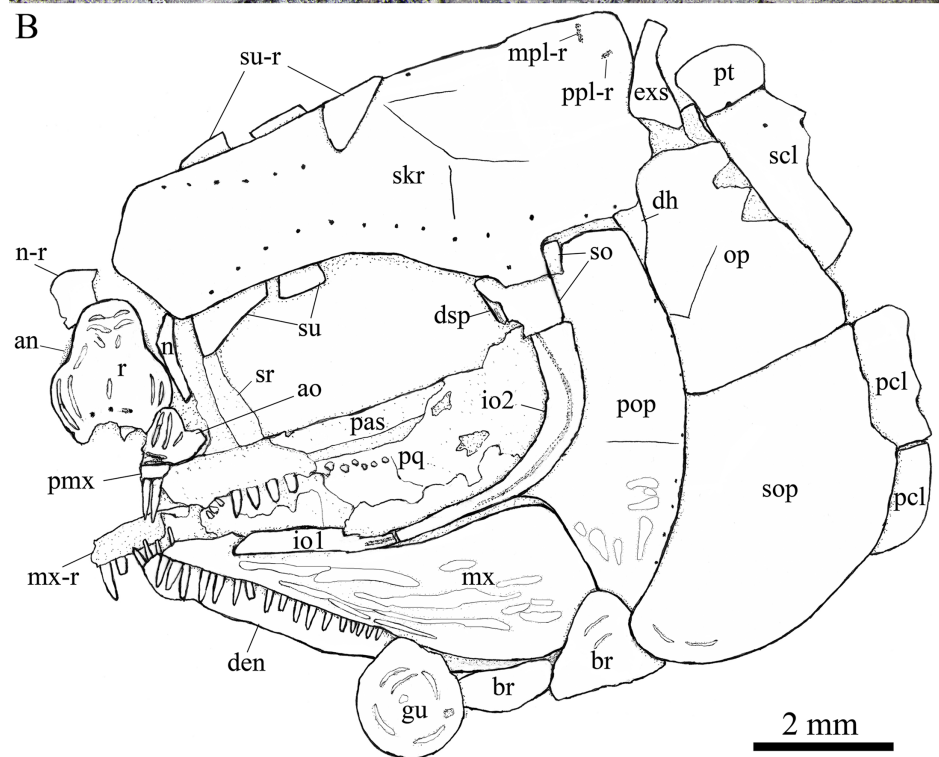 B
su-r
mpl-r
ppl-r
exs
pt
scl
skr
dh
op
n-r
so
an
n
su
dsp
r
sr
ao
io2
pcl
pas
pop
pmx
pq
sop
pcl
io1
mx-r
mx
den
br
br
gu
2 mm